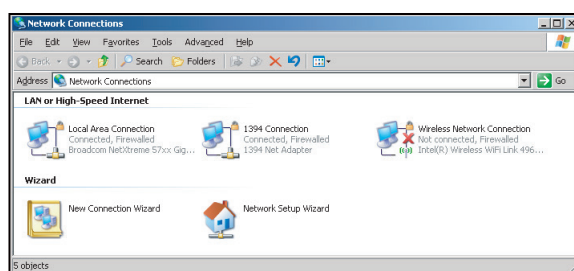 Network Connections
File Edit View Favorites Tools Advanced Help
Back Search Folders
Address Network Connections Go
LAN or High-Speed Internet
Local Area Connection
Connected, Firewalled
Broadcom NetXtreme 57xx Gig...
1394 Connection
Connected, Firewalled
1394 Net Adapter
Wireless Network Connection
Not connected, Firewalled
Intel(R) Wireless WiFi Link 496...
Wizard
New Connection Wizard
Network Setup Wizard
5 objects